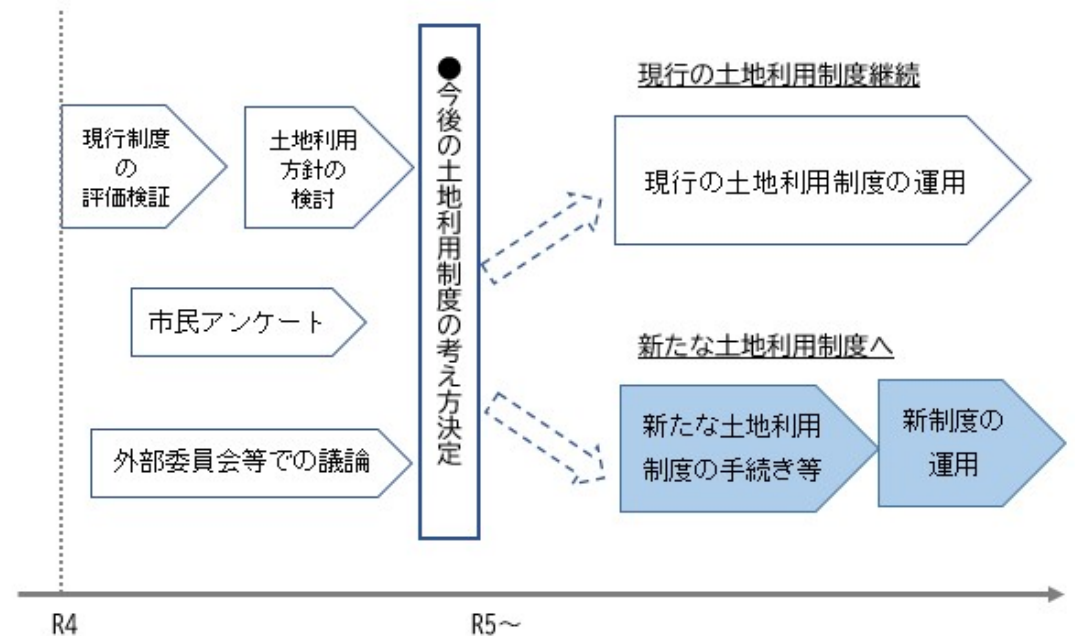 現行制度
の
評価検証
土地利用
方針の
検討
市民アンケート
外部委員会等での議論
●今後の土地利用制度の考え方決定
現行の土地利用制度継続
現行の土地利用制度の運用
新たな土地利用制度へ
新たな土地利用
制度の手続き等
新制度の
運用
R4
R5～